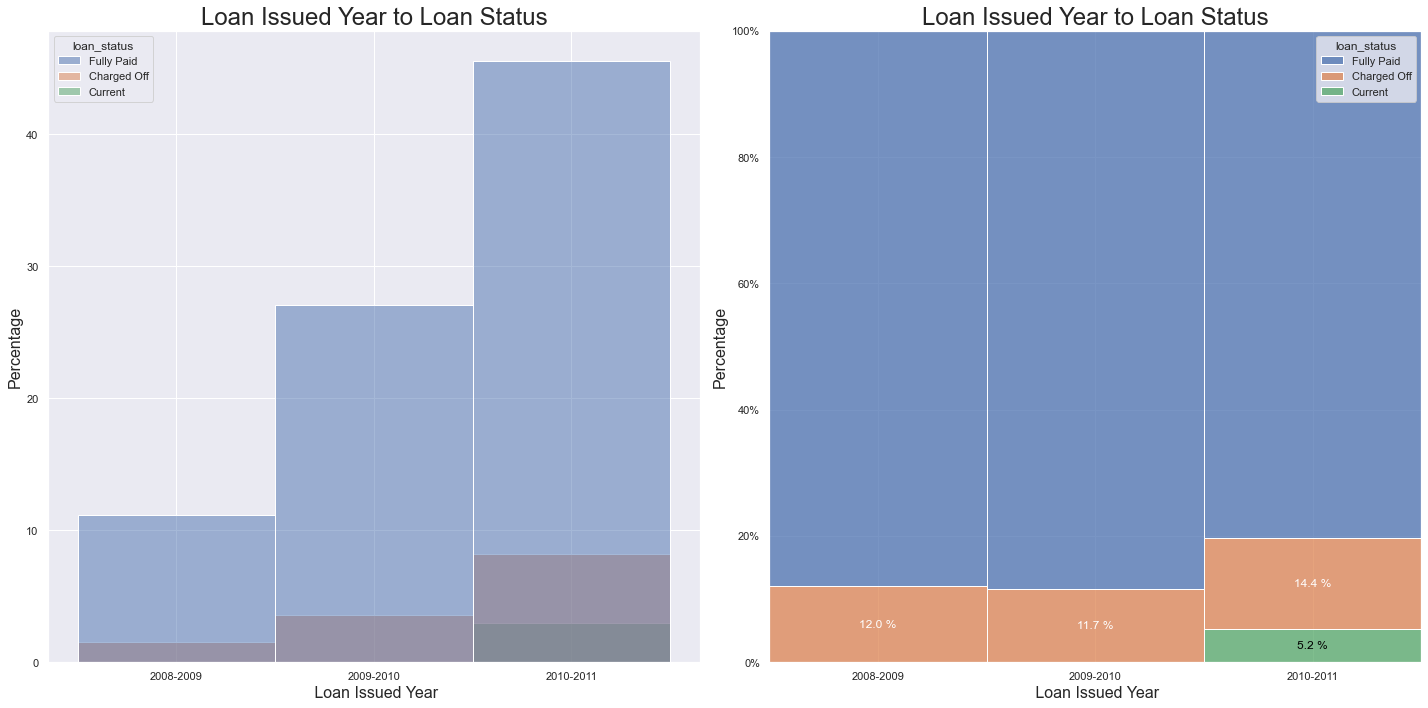 Loan Issued Year to Loan Status
loan_status
Fully Paid
Charged Off
Current
Percentage
40
30
20
10
0
2008-2009
2009-2010
2010-2011
Loan Issued Year
Loan Issued Year to Loan Status
loan_status
Fully Paid
Charged Off
Current
Percentage
100%
80%
60%
40%
20%
0%
12.0 %
11.7 %
14.4 %
5.2 %
2008-2009
2009-2010
2010-2011
Loan Issued Year